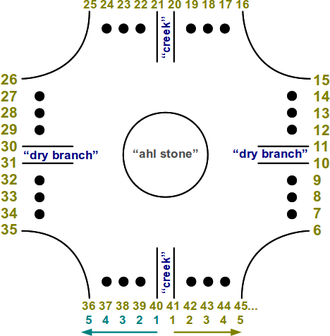 25 24 23 22 21 20 19 18 17 16
“creek”
26 15
27 14
28 13
29 12
30 “dry branch” “ahl stone” “dry branch” 11
31 10
32 9
33 8
34 7
35 6
“creek”
36 37 38 39 40 41 42 43 44 45...
5 4 3 2 1 1 2 3 4 5